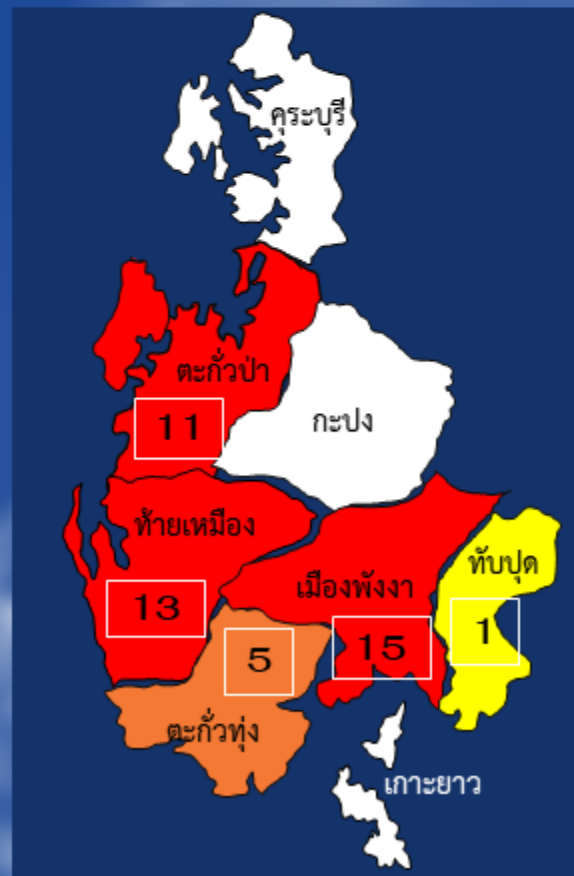 คุระบุรี
ตะกั่วป่า
11
กะปง
ท้ายเหมือง
13
เมืองพังงา
15
ทับปุด
1
5
ตะกั่วทุ่ง
เกาะยาว